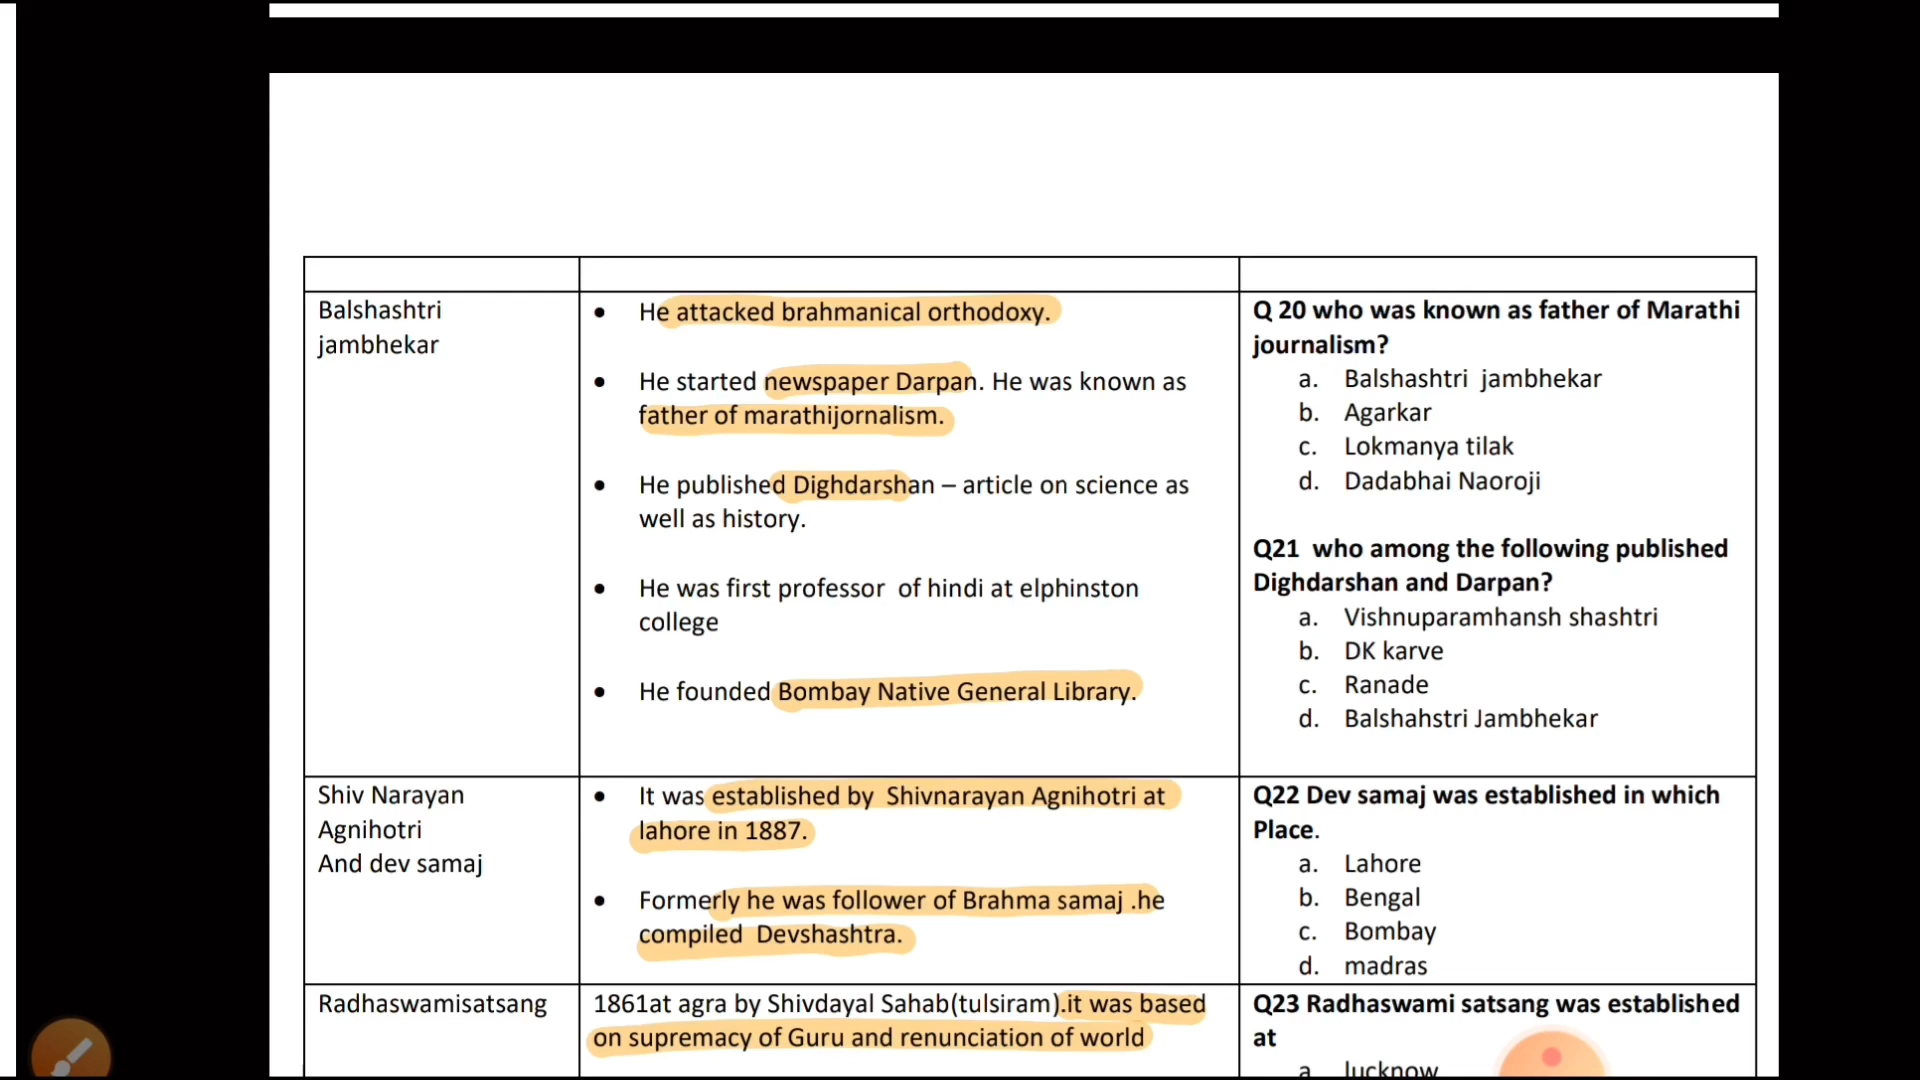 Balshashtri
jambhekar
• He attacked brahmanical orthodoxy.
• He started newspaper Darpan. He was known as
father of marathijornalism.
• He published Dighdarshan – article on science as
well as history.
• He was first professor of hindi at elphinston
college
• He founded Bombay Native General Library.
Q 20 who was known as father of Marathi
journalism?
a. Balshashtri jambhekar
b. Agarkar
c. Lokmanya tilak
d. Dadabhai Naoroji
Q21 who among the following published
Dighdarshan and Darpan?
a. Vishnuparamhansh shashtri
b. DK karve
c. Ranade
d. Balshahstri Jambhekar
Shiv Narayan
Agnihotri
And dev samaj
• It was established by Shivnarayan Agnihotri at
lahore in 1887.
• Formerly he was follower of Brahma samaj .he
compiled Devshashtra.
Q22 Dev samaj was established in which
Place.
a. Lahore
b. Bengal
c. Bombay
d. madras
Radhaswamisatsang
1861at agra by Shivdayal Sahab(tulsiram).it was based
on supremacy of Guru and renunciation of world
Q23 Radhaswami satsang was established
at
a lucknow